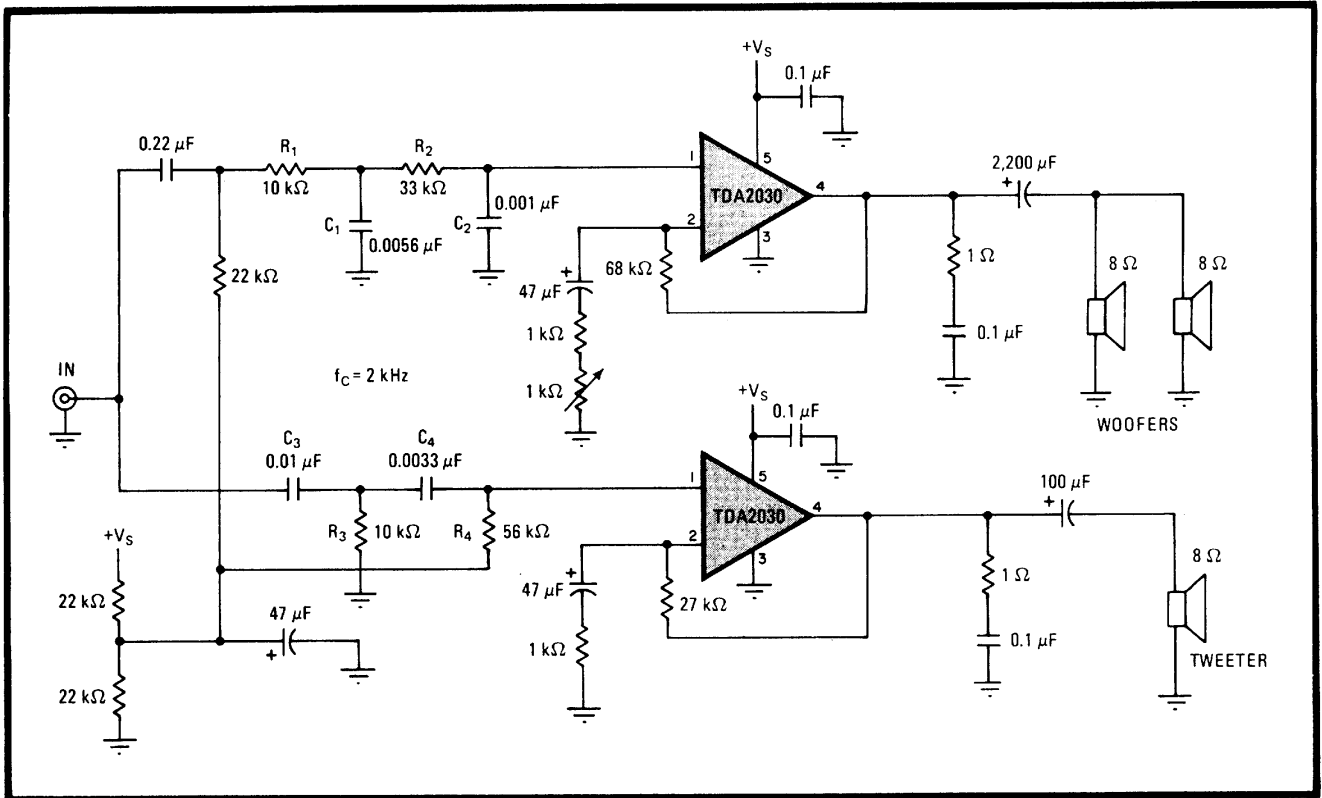 +VS
0.1 µF
0.22 µF
R1
10 kΩ
R2
33 kΩ
1
5
TDA2030
4
2
3
2,200 µF
+
C1
0.0056 µF
C2
0.001 µF
22 kΩ
68 kΩ
+
47 µF
1 kΩ
1 kΩ
1 Ω
0.1 µF
8 Ω
8 Ω
WOOFERS
IN
fC = 2 kHz
+VS
0.1 µF
C3
0.01 µF
C4
0.0033 µF
1
5
TDA2030
4
2
3
100 µF
+
R3
10 kΩ
R4
56 kΩ
27 kΩ
+
47 µF
1 kΩ
1 Ω
0.1 µF
8 Ω
TWEETER
+VS
22 kΩ
47 µF
+
22 kΩ